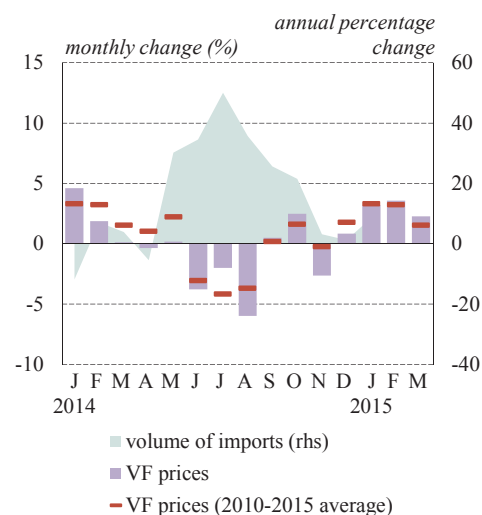 annual percentage
monthly change (%) change
15 60
10 40
5 20
0 0
-5 -20
-10 -40
J F M A M J J A S O N D J F M
2014 2015
volume of imports (rhs)
VF prices
VF prices (2010-2015 average)